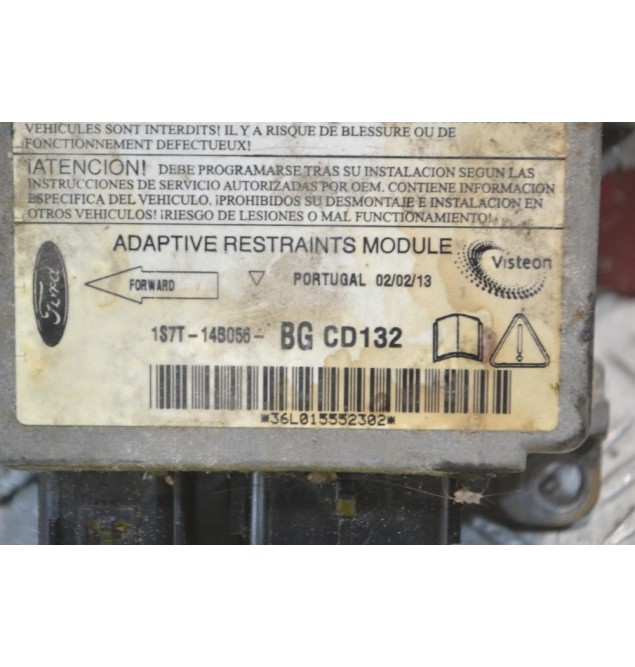 VEHICULES SONT INTERDITS! IL Y A RISQUE DE BLESSURE OU DE
FONCTIONNEMENT DEFECTUEUX!
¡ATENCION! DEBE PROGRAMARSE TRAS SU INSTALACION SEGUN LAS
INSTRUCCIONES DE SERVICIO AUTORIZADAS POR OEM. CONTIENE INFORMACION
ESPECIFICA DEL VEHICULO. ¡PROHIBIDOS SU DESMONTAJE E INSTALACION EN
OTROS VEHICULOS! ¡RIESGO DE LESIONES O MAL FUNCIONAMIENTO!
ADAPTIVE RESTRAINTS MODULE
Visteon
Ford
FORWARD
PORTUGAL 02/02/13
1S7T-14B056- BG CD132
*36L015552302*